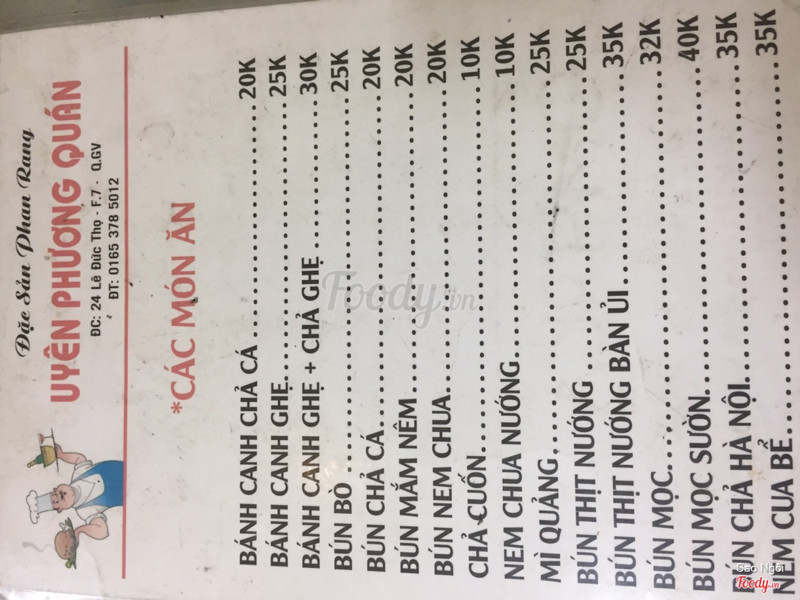 Đặc Sản Phan Rang
UYÊN PHƯƠNG QUÁN
ĐC: 24 Lê Đức Thọ - F.7 - Q.GV
ĐT: 0165 378 5012
*CÁC MÓN ĂN
BÁNH CANH CHẢ CÁ 20K
BÁNH CANH GHẸ 25K
BÁNH CANH GHẸ + CHẢ GHẸ 30K
BÚN BÒ 25K
BÚN CHẢ CÁ 20K
BÚN MẮM NÊM 20K
BÚN NEM CHUA 20K
CHẢ CUỐN 10K
NEM CHUA NƯỚNG 10K
MÌ QUẢNG 25K
BÚN THỊT NƯỚNG 25K
BÚN THỊT NƯỚNG BÀN ỦI 35K
BÚN MỌC 32K
BÚN MỌC SƯỜN 40K
BÚN CHẢ HÀ NỘI 35K
NEM CUA BỂ 35K
Foody.vn
Sao Ngôi
Foody.vn